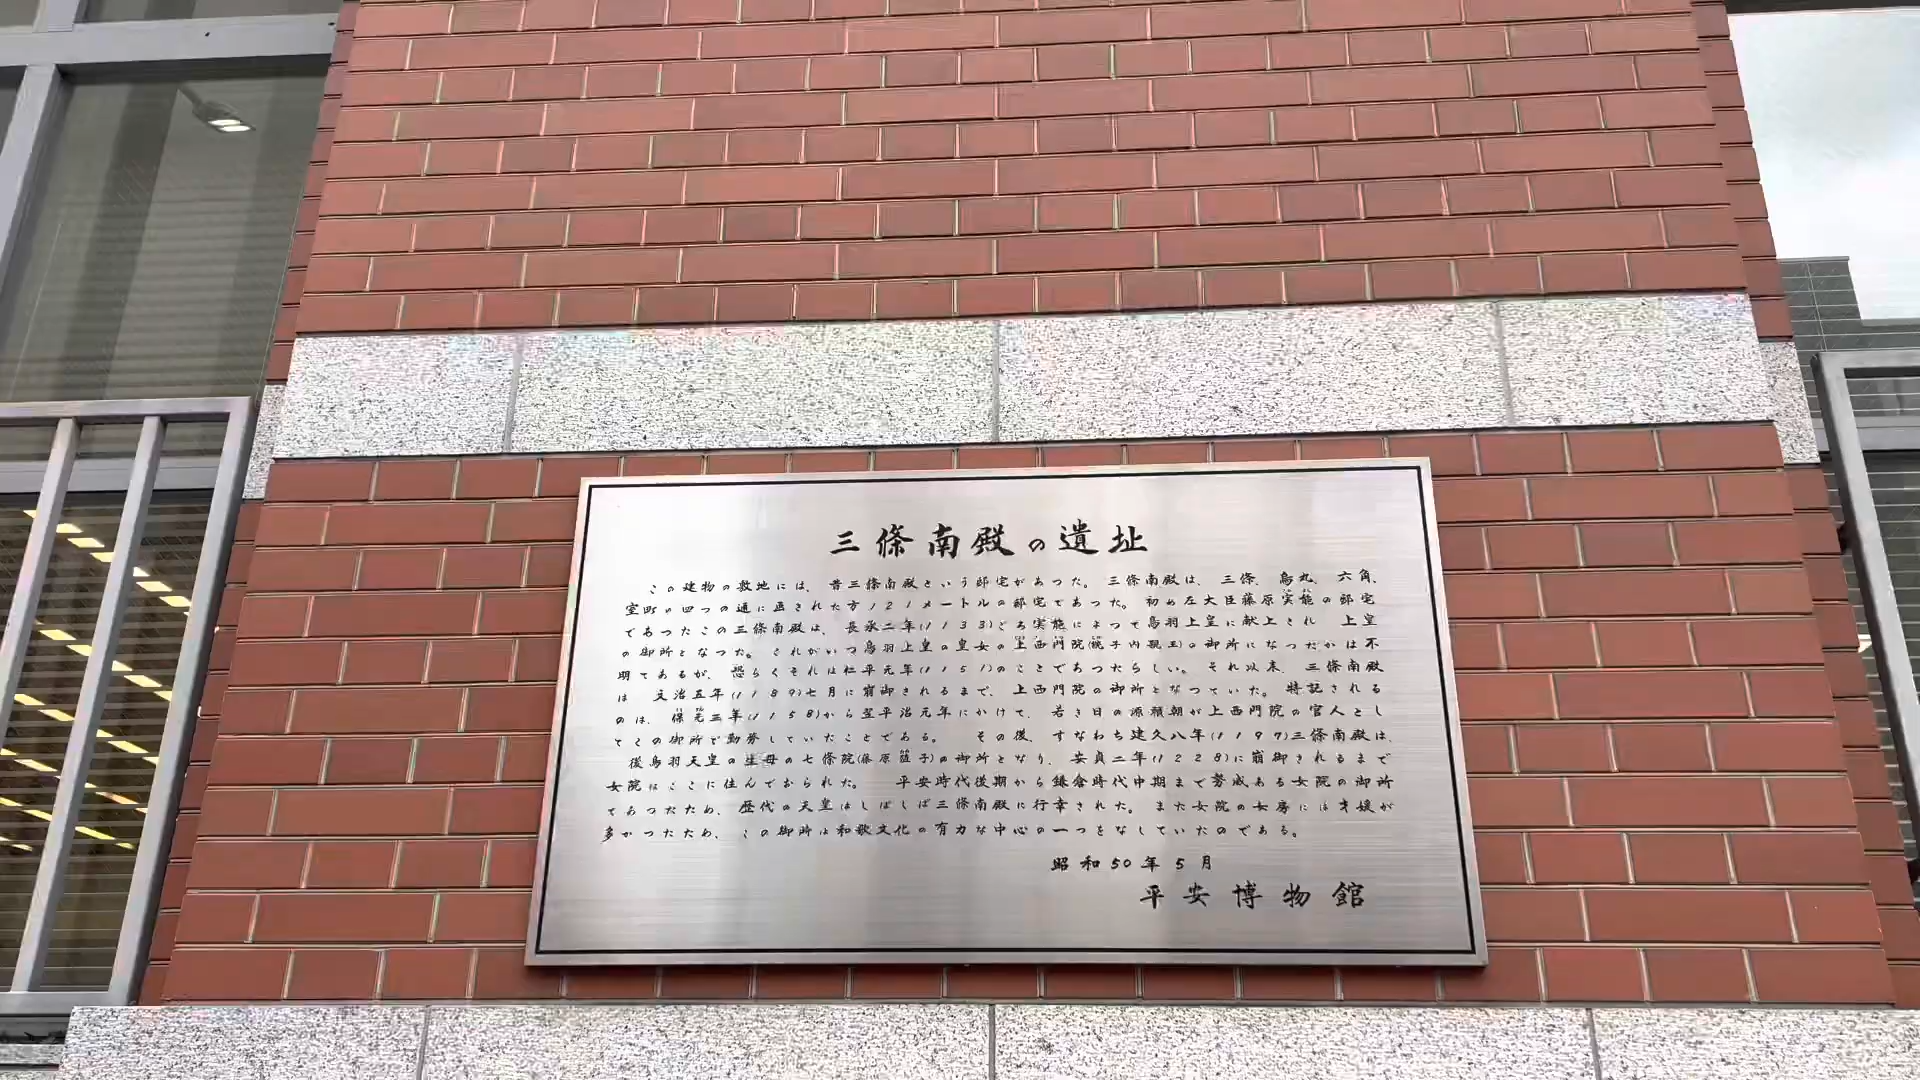 三條南殿の遺址
この建物の敷地には、昔三條南殿という邸宅があつた。三條南殿は、三條、烏丸、六角、
室町の四つの通に画された方121メートルの邸宅であつた。初め左大臣藤原実能の邸宅
であつたこの三條南殿は、長承二年(1133)ごろ実能によつて鳥羽上皇に献上され 上皇
の御所となつた。これがいつ鳥羽上皇の皇女の上西門院(統子内親王)の御所になつたかは不
明であるが、恐らくそれは仁平元年(1151)のことであつたらしい。それ以来、三條南殿
は 文治五年(1189)七月に崩御されるまで、上西門院の御所となつていた。特記される
のは、保元三年(1158)から翌平治元年にかけて、若き日の源頼朝が上西門院の官人とし
てこの御所で勤務していたことである。 その後、すなわち建久八年(1197)三條南殿は、
後鳥羽天皇の生母の七條院(藤原殖子)の御所となり、安貞二年(1228)に崩御されるまで
女院はここに住んでおられた。 平安時代後期から鎌倉時代中期まで勢威ある女院の御所
であつたため、歴代の天皇はしばしば三條南殿に行幸された。また女院の女房には才媛が
多かつたため、この御所は和歌文化の有力な中心の一つをなしていたのである。
昭和50年5月
平安博物館